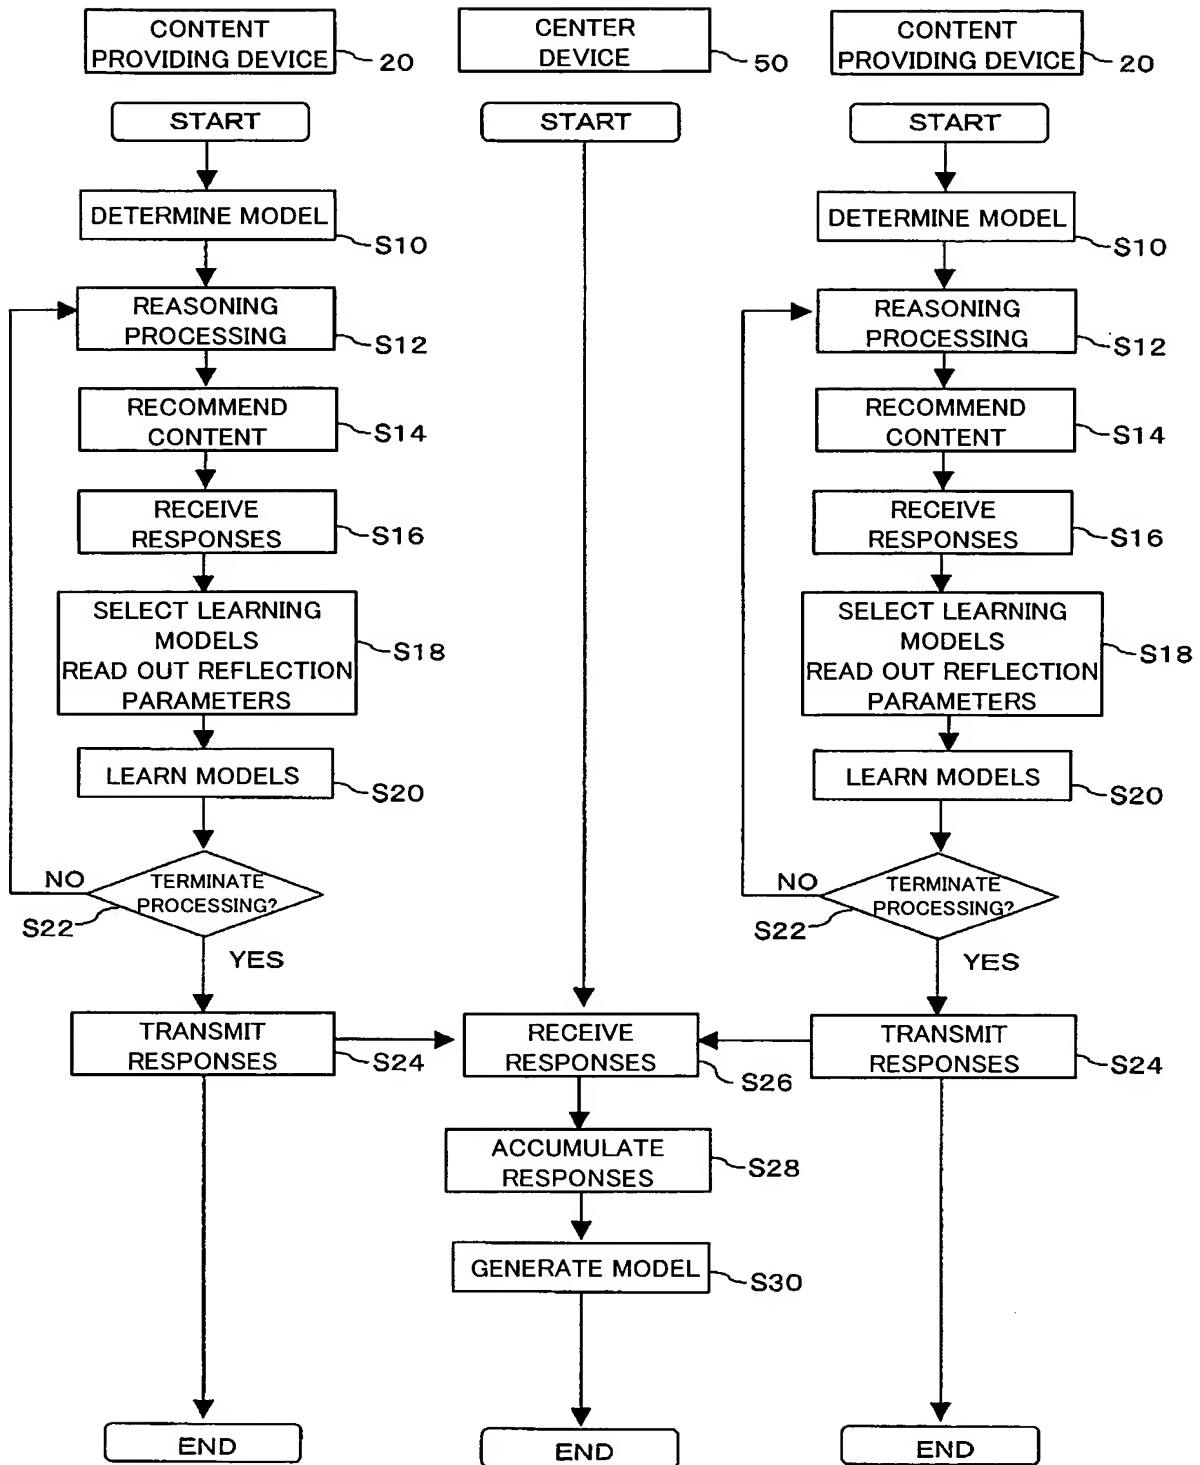 CONTENT
PROVIDING DEVICE
20
CENTER
DEVICE
50
CONTENT
PROVIDING DEVICE
20
START
DETERMINE MODEL
S10
REASONING
PROCESSING
S12
RECOMMEND
CONTENT
S14
RECEIVE
RESPONSES
S16
SELECT LEARNING
MODELS
READ OUT REFLECTION
PARAMETERS
S18
LEARN MODELS
S20
NO
TERMINATE
PROCESSING?
S22
YES
TRANSMIT
RESPONSES
S24
END
START
RECEIVE
RESPONSES
S26
ACCUMULATE
RESPONSES
S28
GENERATE MODEL
S30
END
START
DETERMINE MODEL
S10
REASONING
PROCESSING
S12
RECOMMEND
CONTENT
S14
RECEIVE
RESPONSES
S16
SELECT LEARNING
MODELS
READ OUT REFLECTION
PARAMETERS
S18
LEARN MODELS
S20
NO
TERMINATE
PROCESSING?
S22
YES
TRANSMIT
RESPONSES
S24
END